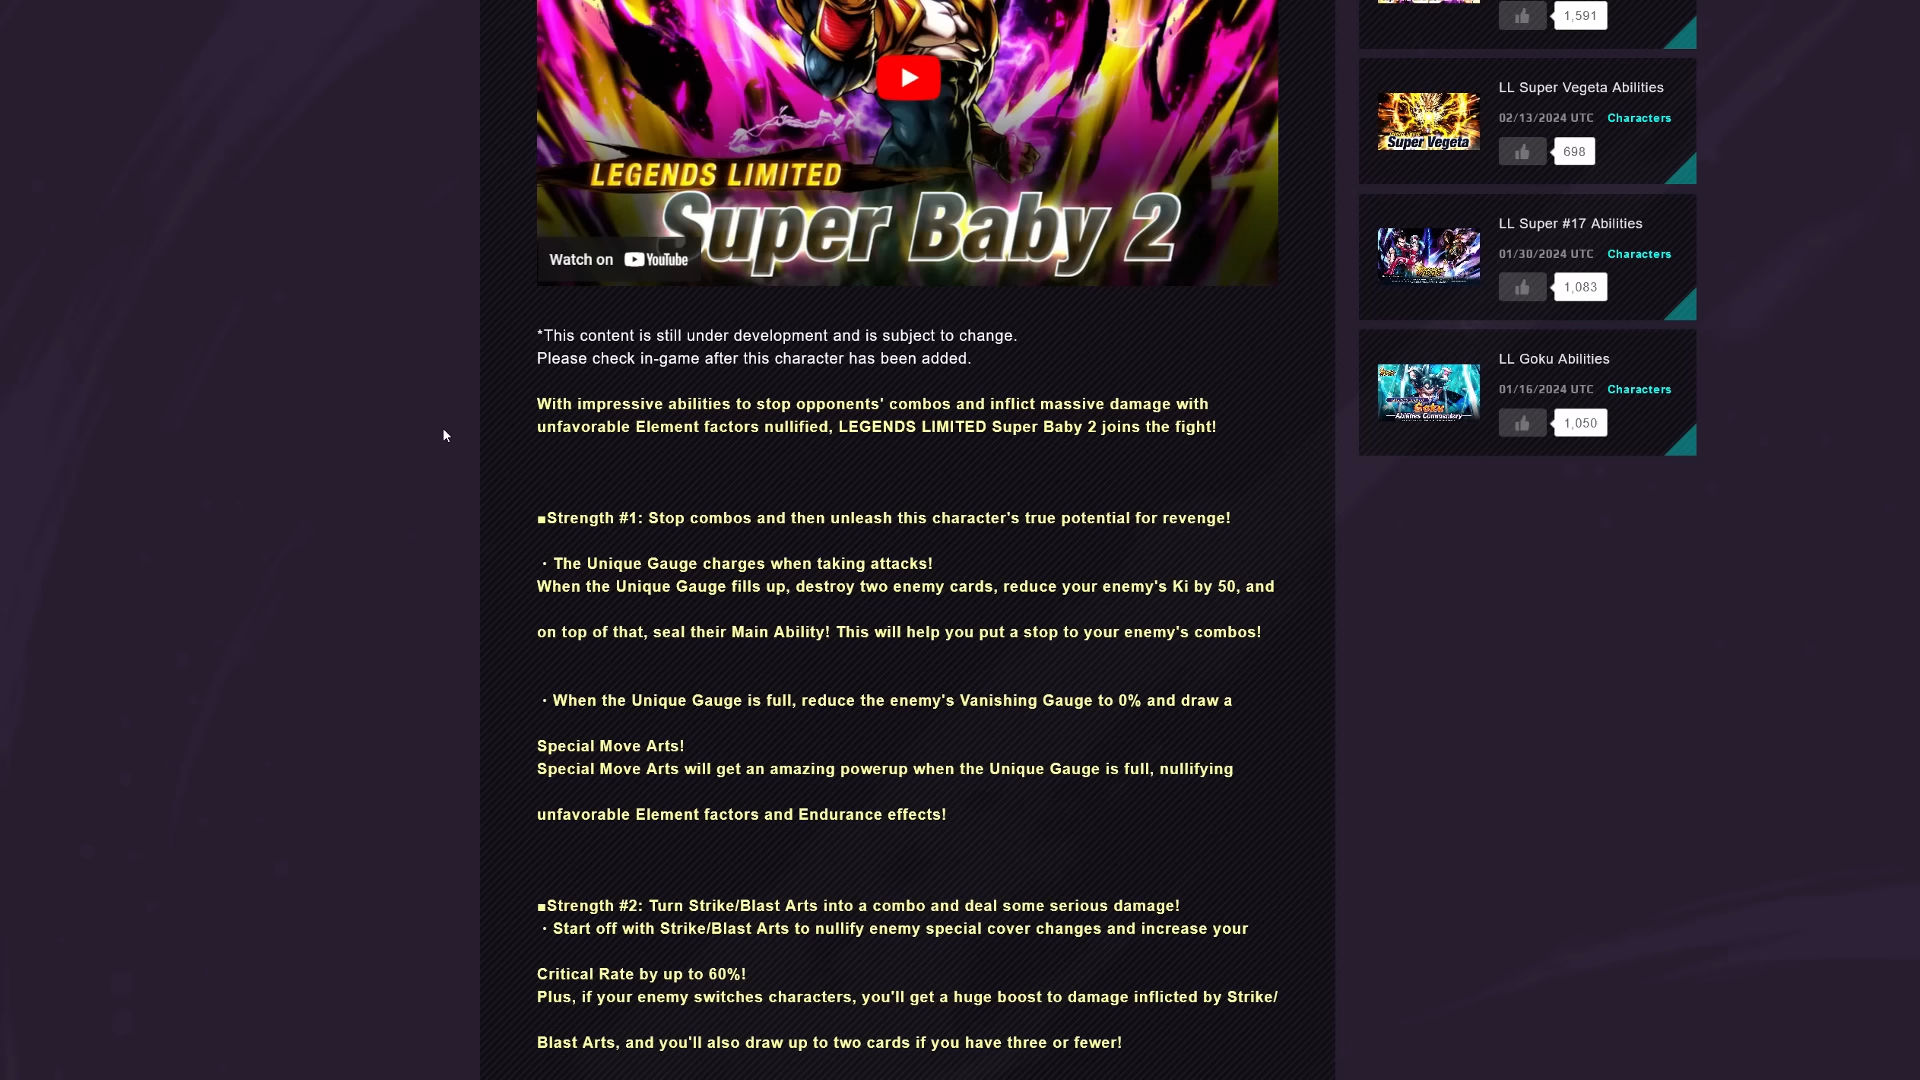 LEGENDS LIMITED
Super Baby 2
Watch on YouTube
*This content is still under development and is subject to change.
Please check in-game after this character has been added.
With impressive abilities to stop opponents' combos and inflict massive damage with
unfavorable Element factors nullified, LEGENDS LIMITED Super Baby 2 joins the fight!
■Strength #1: Stop combos and then unleash this character's true potential for revenge!
・The Unique Gauge charges when taking attacks!
When the Unique Gauge fills up, destroy two enemy cards, reduce your enemy's Ki by 50, and
on top of that, seal their Main Ability! This will help you put a stop to your enemy's combos!
・When the Unique Gauge is full, reduce the enemy's Vanishing Gauge to 0% and draw a
Special Move Arts!
Special Move Arts will get an amazing powerup when the Unique Gauge is full, nullifying
unfavorable Element factors and Endurance effects!
■Strength #2: Turn Strike/Blast Arts into a combo and deal some serious damage!
・Start off with Strike/Blast Arts to nullify enemy special cover changes and increase your
Critical Rate by up to 60%!
Plus, if your enemy switches characters, you'll get a huge boost to damage inflicted by Strike/
Blast Arts, and you'll also draw up to two cards if you have three or fewer!
1,591
LL Super Vegeta Abilities
02/13/2024 UTC Characters
Super Vegeta
698
LL Super #17 Abilities
01/30/2024 UTC Characters
1,083
LL Goku Abilities
01/16/2024 UTC Characters
Goku
Abilities Commentary
1,050